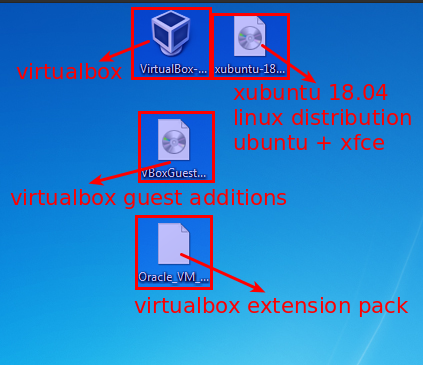 VirtualBox-...
xubuntu-18...
virtualbox
xubuntu 18.04
linux distribution
ubuntu + xfce
VBoxGuest...
virtualbox guest additions
Oracle_VM_...
virtualbox extension pack